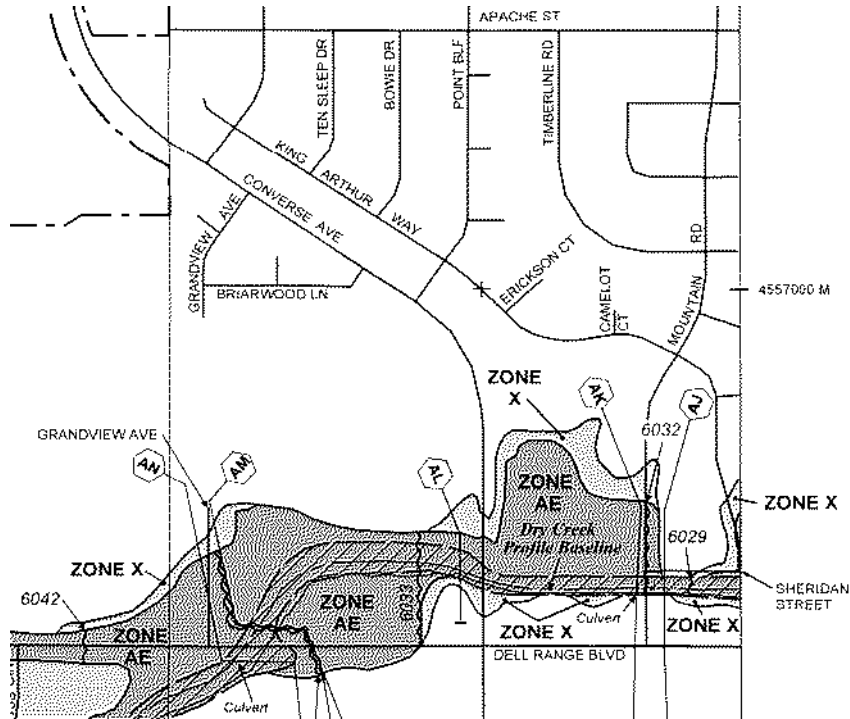 APACHE ST
TEN SLEEP DR
BOWIE DR
POINT BLF
TIMBERLINE RD
KING ARTHUR WAY
CONVERSE AVE
GRANDVIEW AVE
BRIARWOOD LN
ERICKSON CT
CAMELOT CT
MOUNTAIN RD
4557000 M
ZONE X
AK
AJ
6032
GRANDVIEW AVE
AN
AM
AL
ZONE AE
Dry Creek
Profile Baseline
ZONE X
6029
ZONE X
6042
SHERIDAN
STREET
ZONE AE
ZONE AE
6033
ZONE X
Culvert
ZONE X
DELL RANGE BLVD
Culvert